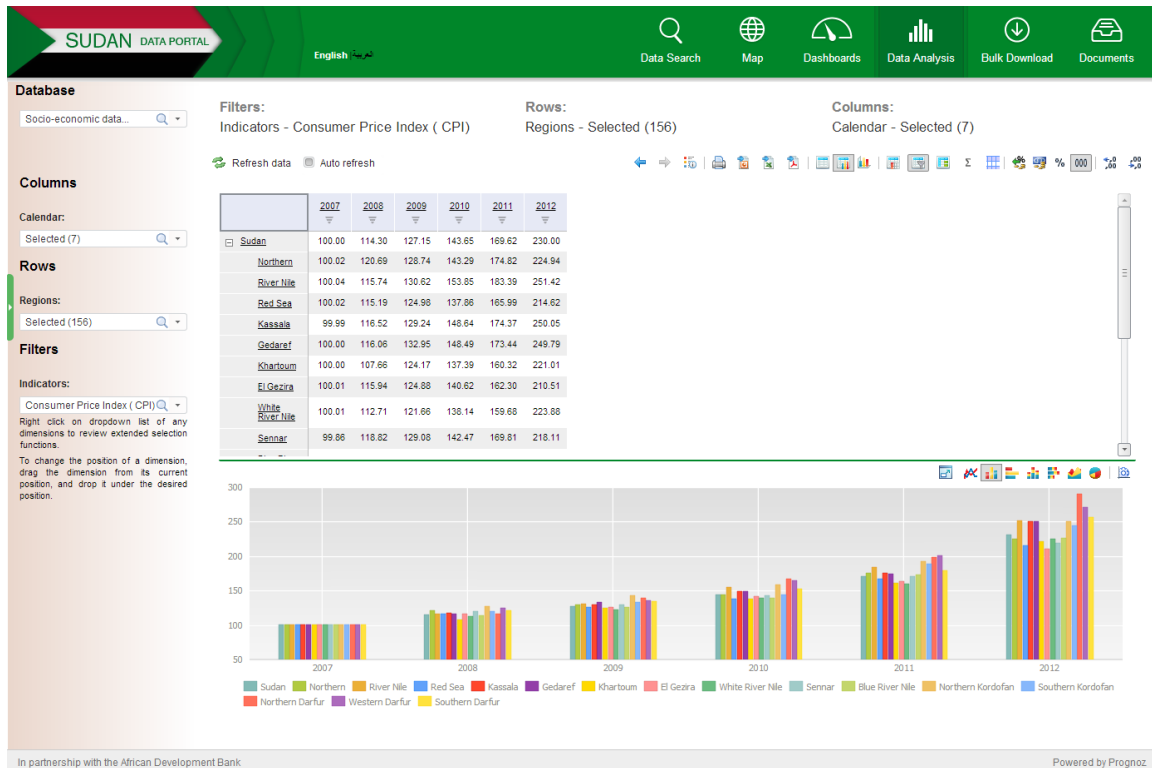 SUDAN DATA PORTAL
English | العربية
Data Search
Map
Dashboards
Data Analysis
Bulk Download
Documents
Database
Socio-economic data...
Columns
Calendar:
Selected (7)
Rows
Regions:
Selected (156)
Filters
Indicators:
Consumer Price Index ( CPI)
Right click on dropdown list of any
dimensions to review extended selection
functions.
To change the position of a dimension,
drag the dimension from its current
position, and drop it under the desired
position.
Filters:
Indicators - Consumer Price Index ( CPI)
Rows:
Regions - Selected (156)
Columns:
Calendar - Selected (7)
Refresh data Auto refresh
Σ % 000
2007 2008 2009 2010 2011 2012
Sudan 100.00 114.30 127.15 143.65 169.62 230.00
Northern 100.02 120.69 128.74 143.29 174.82 224.94
River Nile 100.04 115.74 130.62 153.85 183.39 251.42
Red Sea 100.02 115.19 124.98 137.86 165.99 214.62
Kassala 99.99 116.52 129.24 148.64 174.37 250.05
Gedaref 100.00 116.06 132.95 148.49 173.44 249.79
Khartoum 100.00 107.66 124.17 137.39 160.32 221.01
El Gezira 100.01 115.94 124.88 140.62 162.30 210.51
White
River Nile 100.01 112.71 121.66 138.14 159.68 223.88
Sennar 99.86 118.82 129.08 142.47 169.81 218.11
300
250
200
150
100
50
2007 2008 2009 2010 2011 2012
Sudan Northern River Nile Red Sea Kassala Gedaref Khartoum El Gezira White River Nile Sennar Blue River Nile Northern Kordofan Southern Kordofan
Northern Darfur Western Darfur Southern Darfur
In partnership with the African Development Bank
Powered by Prognoz